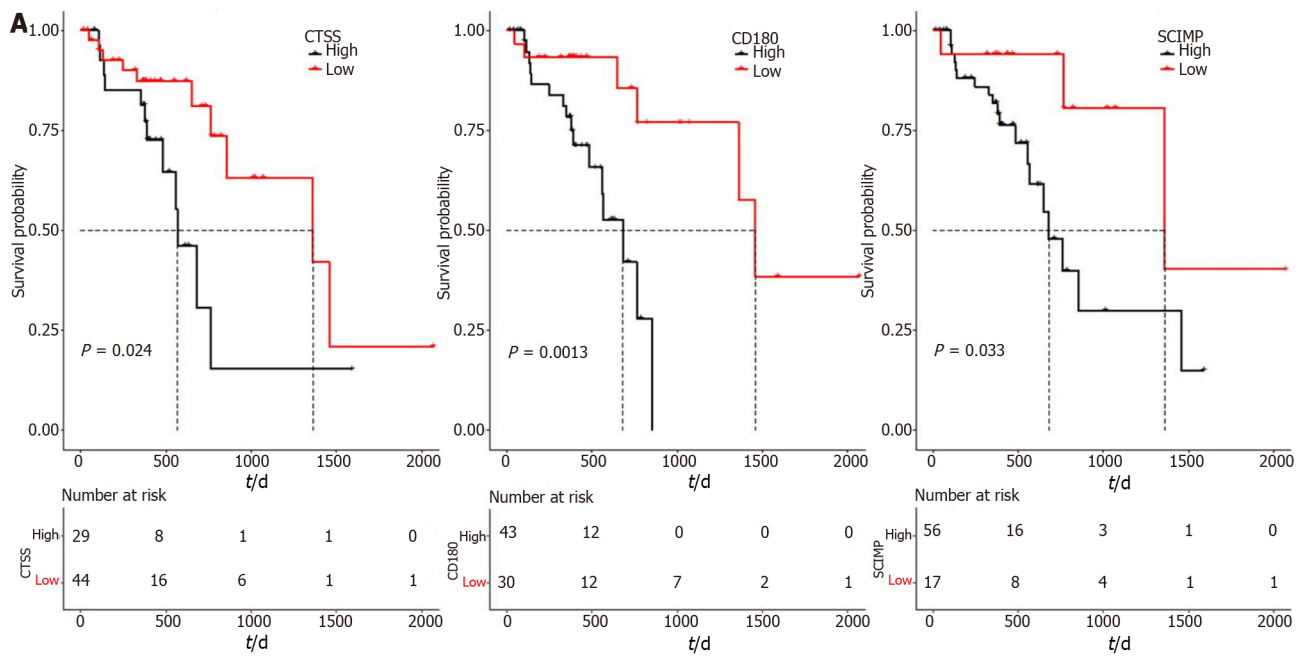 A
CTSS
High
Low
Survival probability
1.00
0.75
0.50
0.25
0.00
P = 0.024
0 500 1000 1500 2000
t/d
Number at risk
CTSS
High 29 8 1 1 0
Low 44 16 6 1 1
0 500 1000 1500 2000
t/d
CD180
High
Low
Survival probability
1.00
0.75
0.50
0.25
0.00
P = 0.0013
0 500 1000 1500 2000
t/d
Number at risk
CD180
High 43 12 0 0 0
Low 30 12 7 2 1
0 500 1000 1500 2000
t/d
SCIMP
High
Low
Survival probability
1.00
0.75
0.50
0.25
0.00
P = 0.033
0 500 1000 1500 2000
t/d
Number at risk
SCIMP
High 56 16 3 1 0
Low 17 8 4 1 1
0 500 1000 1500 2000
t/d